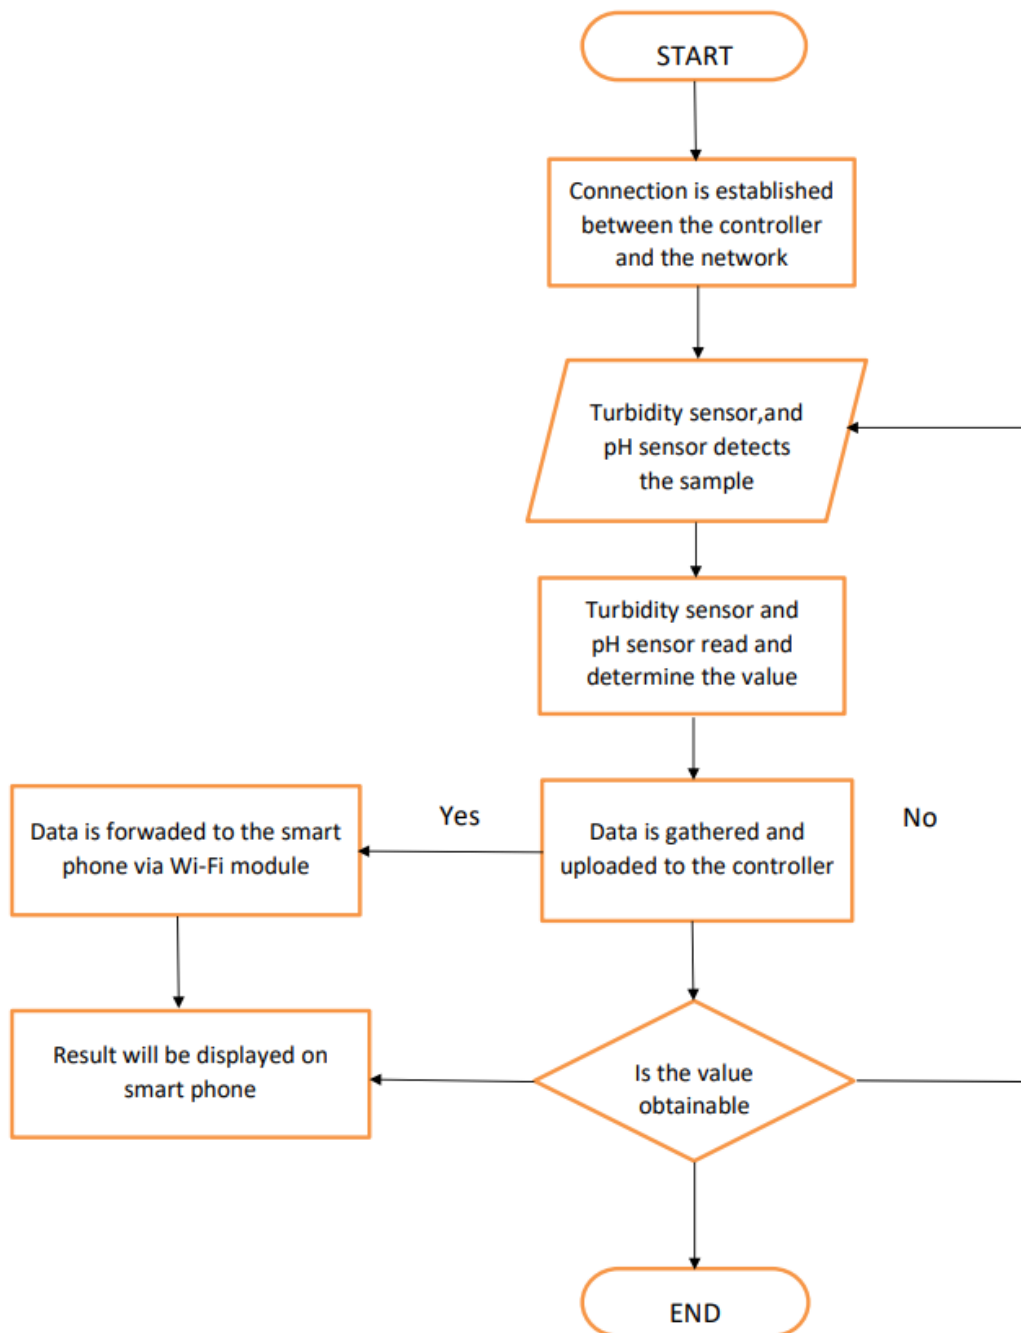 START
Connection is established
between the controller
and the network
Turbidity sensor,and
pH sensor detects
the sample
Turbidity sensor and
pH sensor read and
determine the value
Data is forwaded to the smart
phone via Wi-Fi module
Yes
Data is gathered and
uploaded to the controller
No
Result will be displayed on
smart phone
Is the value
obtainable
END